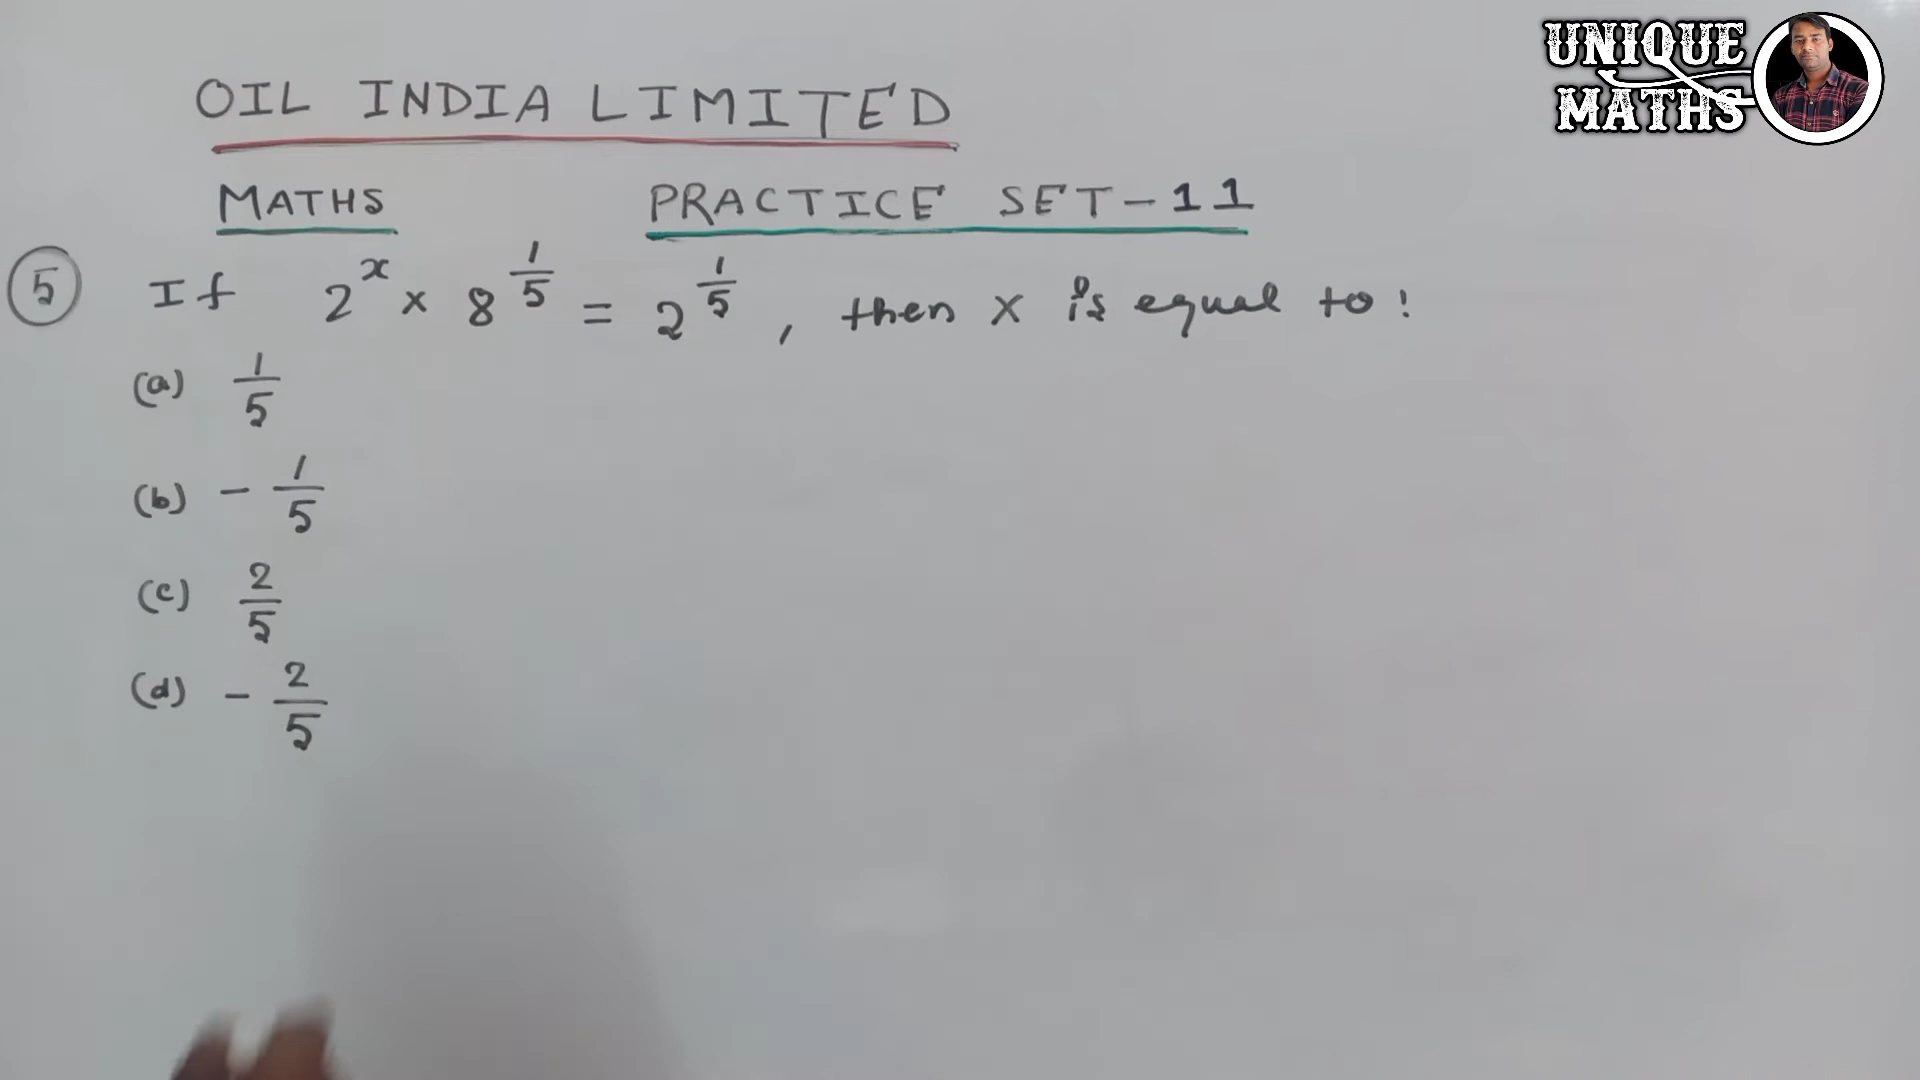 UNIQUE
MATHS
OIL INDIA LIMITED
MATHS PRACTICE SET-11
5 If 2^x × 8^(1/5) = 2^(1/5), then x is equal to:
(a) 1/5
(b) - 1/5
(c) 2/5
(d) - 2/5